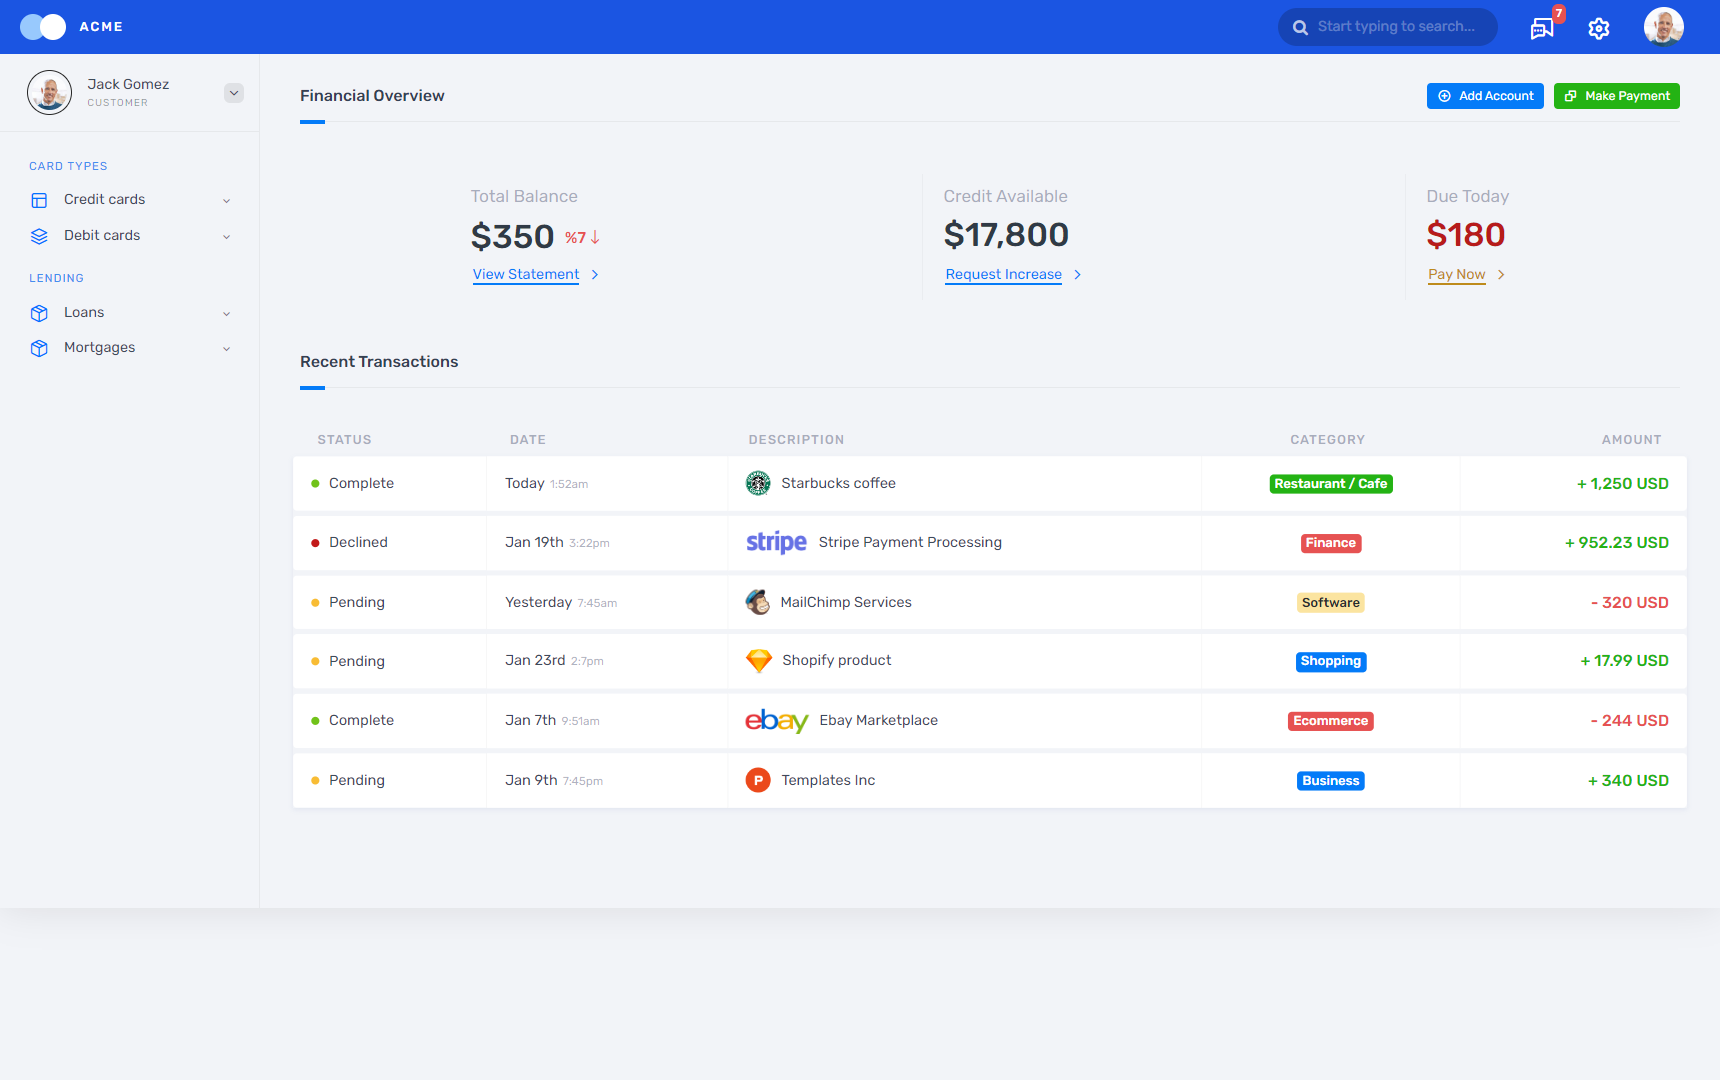 ACME
Start typing to search...
7
Jack Gomez
CUSTOMER
Financial Overview
Add Account
Make Payment
CARD TYPES
Credit cards
Debit cards
LENDING
Loans
Mortgages
Total Balance
$350 %7
View Statement
Credit Available
$17,800
Request Increase
Due Today
$180
Pay Now
Recent Transactions
STATUS DATE DESCRIPTION CATEGORY AMOUNT
Complete Today 1:52am Starbucks coffee Restaurant / Cafe + 1,250 USD
Declined Jan 19th 3:22pm stripe Stripe Payment Processing Finance + 952.23 USD
Pending Yesterday 7:45am MailChimp Services Software - 320 USD
Pending Jan 23rd 2:7pm Shopify product Shopping + 17.99 USD
Complete Jan 7th 9:51am ebay Ebay Marketplace Ecommerce - 244 USD
Pending Jan 9th 7:45pm P Templates Inc Business + 340 USD